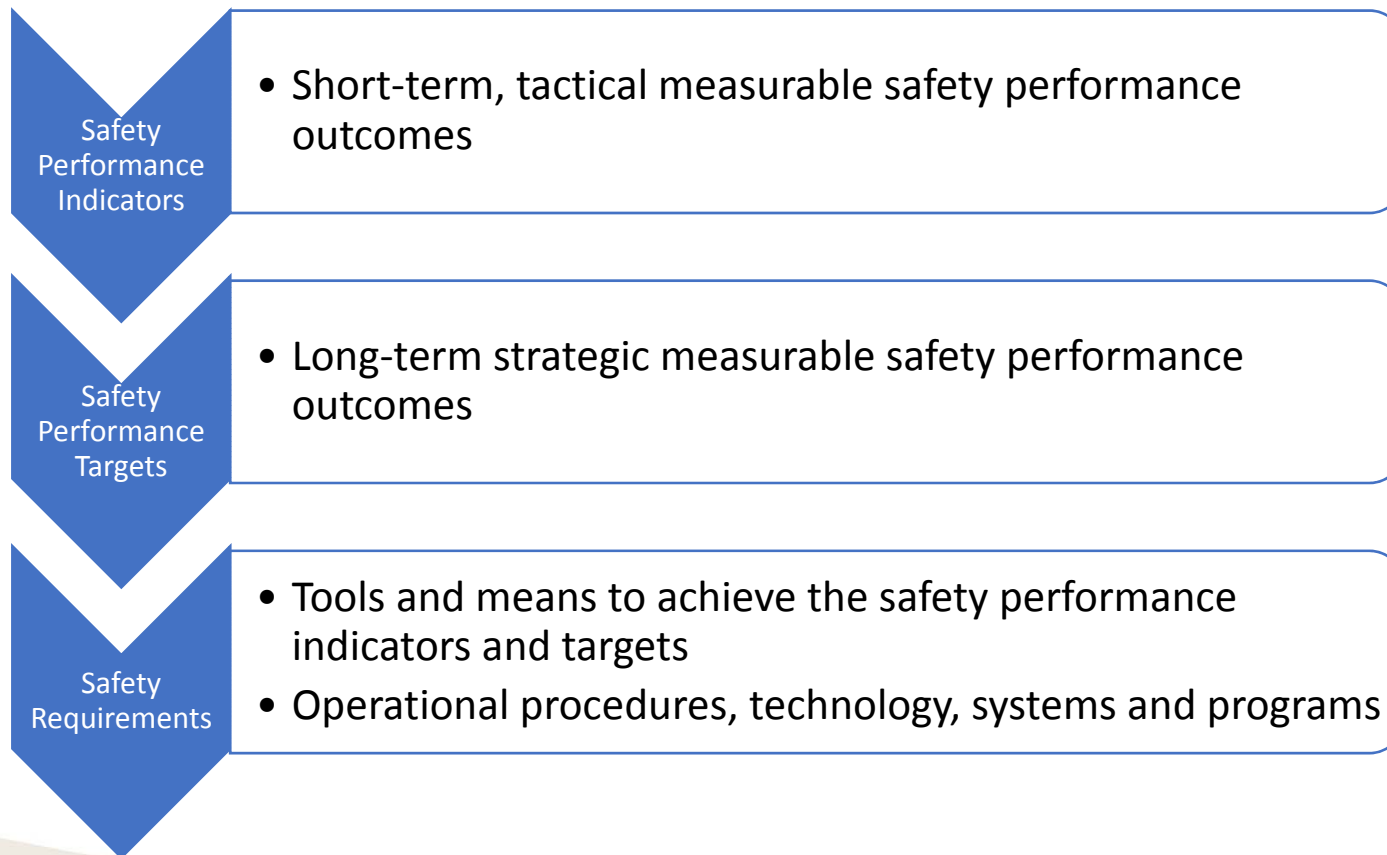 Safety
Performance
Indicators
• Short-term, tactical measurable safety performance
outcomes
Safety
Performance
Targets
• Long-term strategic measurable safety performance
outcomes
Safety
Requirements
• Tools and means to achieve the safety performance
indicators and targets
• Operational procedures, technology, systems and programs